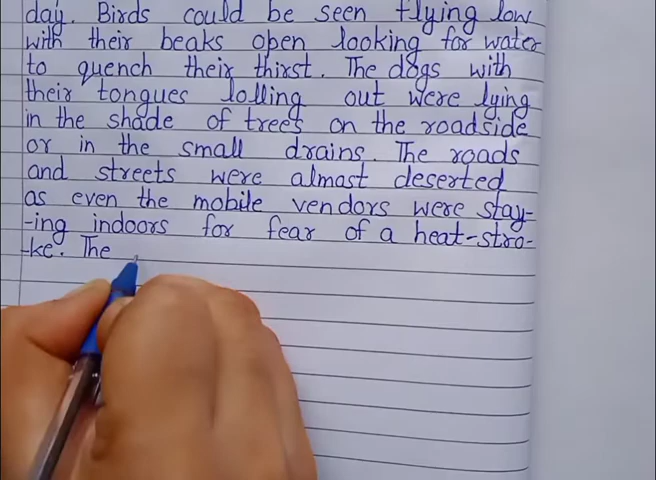 day. Birds could be seen flying low
with their beaks open looking for water
to quench their thirst. The dogs with
their tongues lolling out were lying
in the shade of trees on the roadside
or in the small drains. The roads
and streets were almost deserted
as even the mobile vendors were stay-
-ing indoors for fear of a heat-stro-
-ke. The